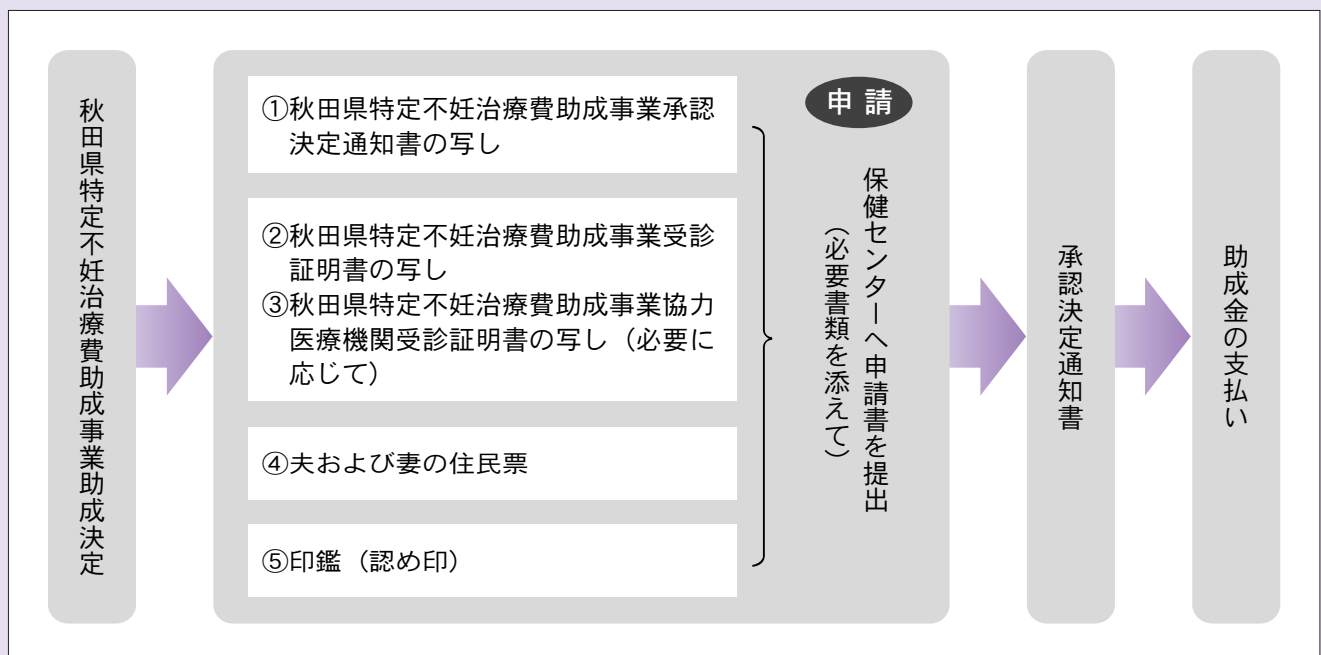 秋田県特定不妊治療費助成事業助成決定
①秋田県特定不妊治療費助成事業承認
決定通知書の写し
②秋田県特定不妊治療費助成事業受診
証明書の写し
③秋田県特定不妊治療費助成事業協力
医療機関受診証明書の写し（必要に
応じて）
④夫および妻の住民票
⑤印鑑（認め印）
申請
保健センターへ申請書を提出
（必要書類を添えて）
承認決定通知書
助成金の支払い